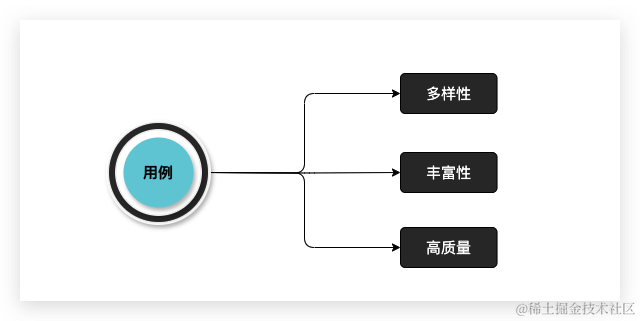 多样性
用例
丰富性
高质量
@稀土掘金技术社区